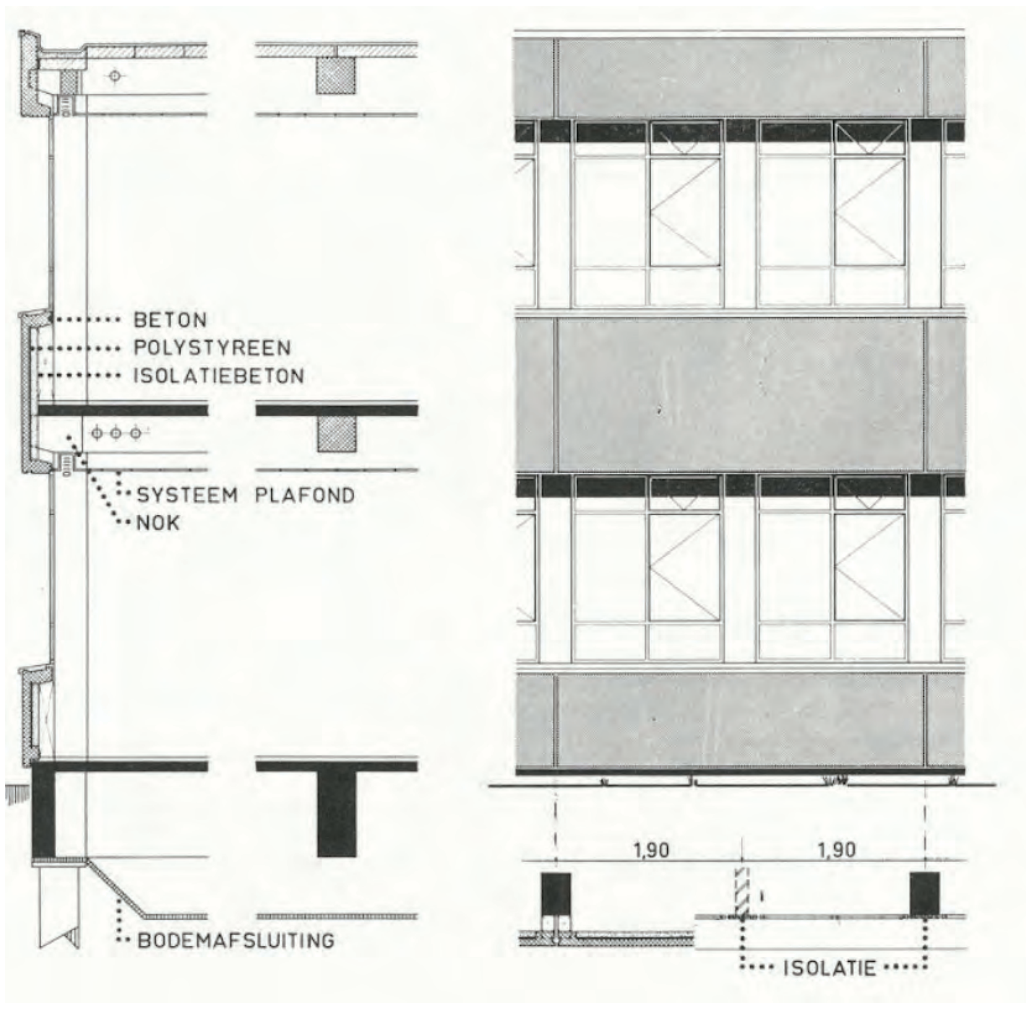 BETON
POLYSTYREEN
ISOLATIEBETON
SYSTEEM PLAFOND
NOK
1,90 1,90
BODEMAFSLUITING
ISOLATIE